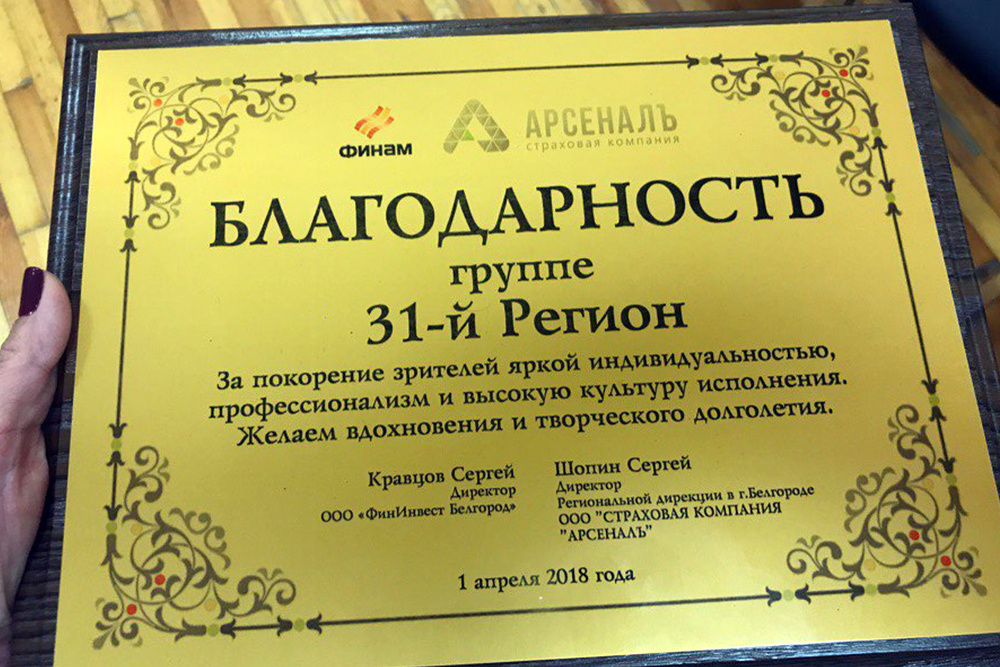 ФИНАМ
АРСЕНАЛЪ
страховая компания
БЛАГОДАРНОСТЬ
группе
31-й Регион
За покорение зрителей яркой индивидуальностью,
профессионализм и высокую культуру исполнения.
Желаем вдохновения и творческого долголетия.
Кравцов Сергей
Директор
ООО «ФинИнвест Белгород»
Шопин Сергей
Директор
Региональной дирекции в г.Белгороде
ООО "СТРАХОВАЯ КОМПАНИЯ
"АРСЕНАЛЪ"
1 апреля 2018 года